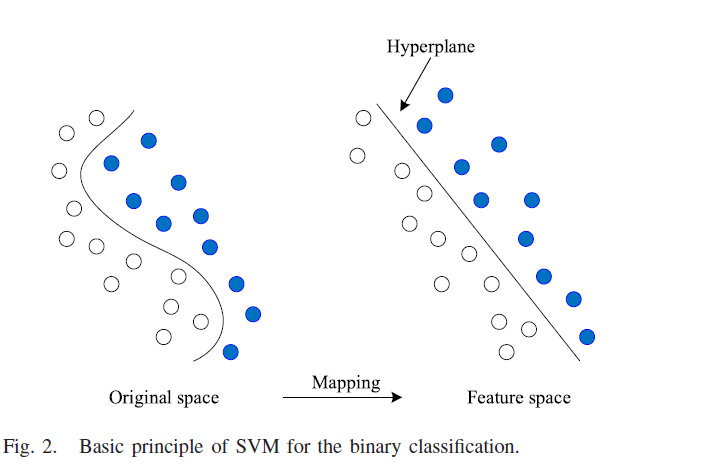 Hyperplane
Original space
Mapping
Feature space
Fig. 2. Basic principle of SVM for the binary classification.